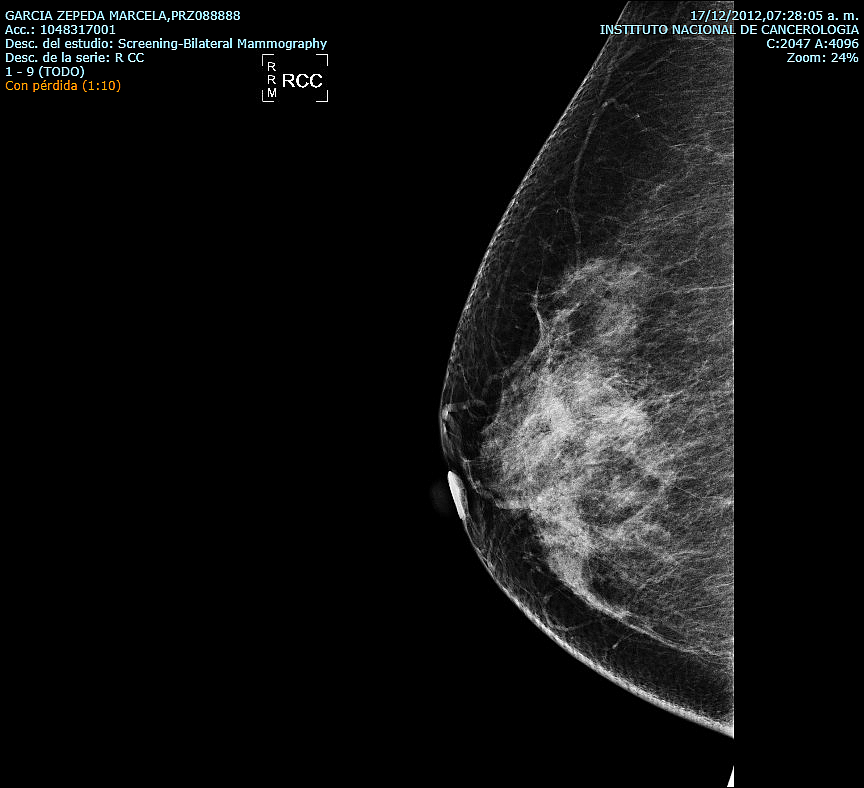 GARCIA ZEPEDA MARCELA,PRZ088888
Acc.: 1048317001
Desc. del estudio: Screening-Bilateral Mammography
Desc. de la serie: R CC
1 - 9 (TODO)
Con pérdida (1:10)
R
R
M
RCC
17/12/2012,07:28:05 a. m.
INSTITUTO NACIONAL DE CANCEROLOGIA
C:2047 A:4096
Zoom: 24%